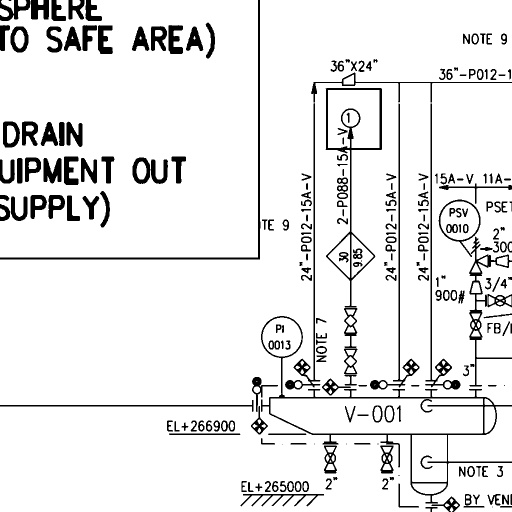 SPHERE
TO SAFE AREA)
DRAIN
UIPMENT OUT
SUPPLY)
NOTE 9
36"X24"
36"-P012-1
1
2-P088-15A-V
24"-P012-15A-V
24"-P012-15A-V
24"-P012-15A-V
15A-V
11A-
TE 9
PSV
0010
PSET
2"
300
30
9.85
1"
900#
3/4"
FB/
PI
0013
NOTE 7
3"
V-001
EL+266900
2"
2"
NOTE 3
EL+265000
BY VEN